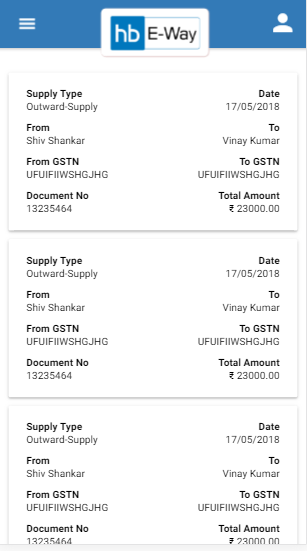 hb E-Way
Supply Type Date
Outward-Supply 17/05/2018
From To
Shiv Shankar Vinay Kumar
From GSTN To GSTN
UFUIFIIWSHGJHG UFUIFIIWSHGJHG
Document No Total Amount
13235464 ₹ 23000.00
Supply Type Date
Outward-Supply 17/05/2018
From To
Shiv Shankar Vinay Kumar
From GSTN To GSTN
UFUIFIIWSHGJHG UFUIFIIWSHGJHG
Document No Total Amount
13235464 ₹ 23000.00
Supply Type Date
Outward-Supply 17/05/2018
From To
Shiv Shankar Vinay Kumar
From GSTN To GSTN
UFUIFIIWSHGJHG UFUIFIIWSHGJHG
Document No Total Amount
13235464 ₹ 23000.00